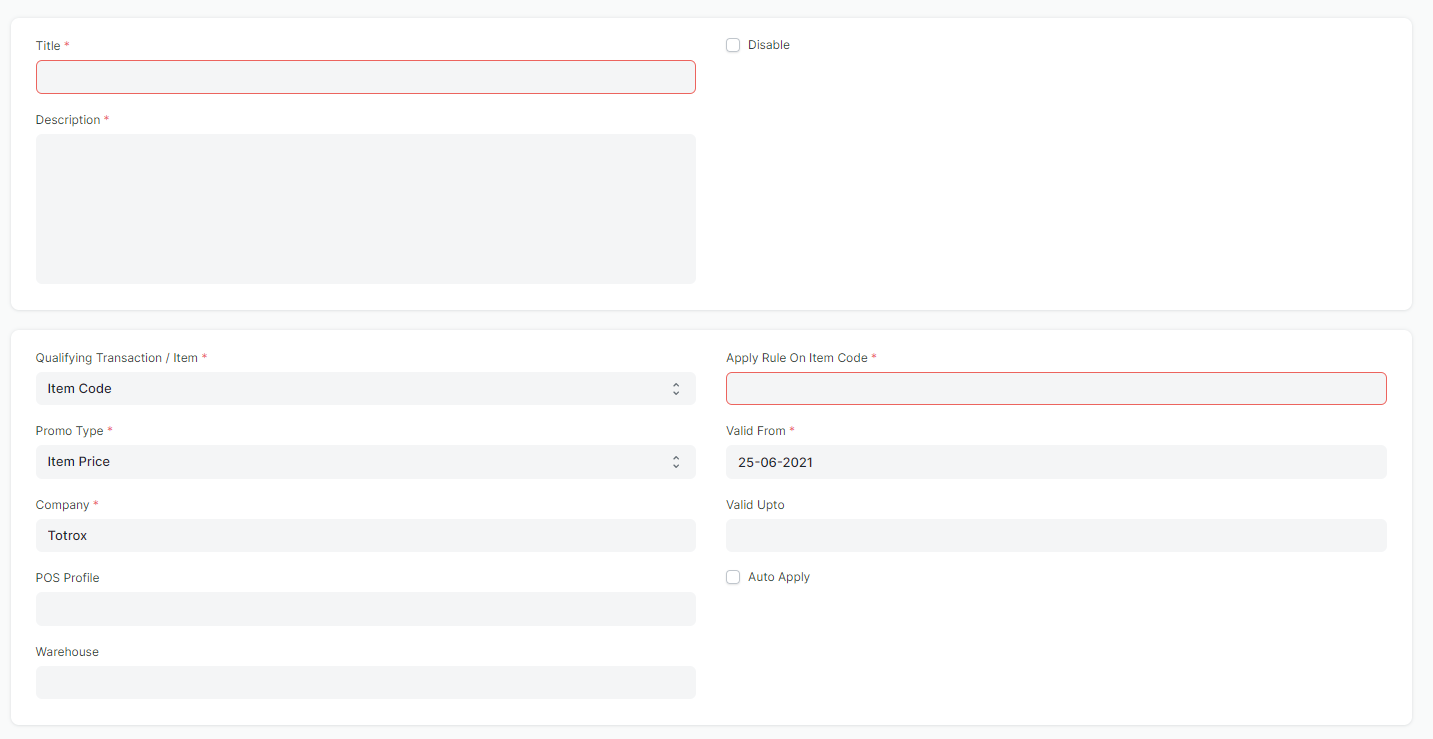 Title *
Disable
Description *
Qualifying Transaction / Item *
Item Code
Apply Rule On Item Code *
Promo Type *
Item Price
Valid From *
25-06-2021
Company *
Totrox
Valid Upto
POS Profile
Auto Apply
Warehouse